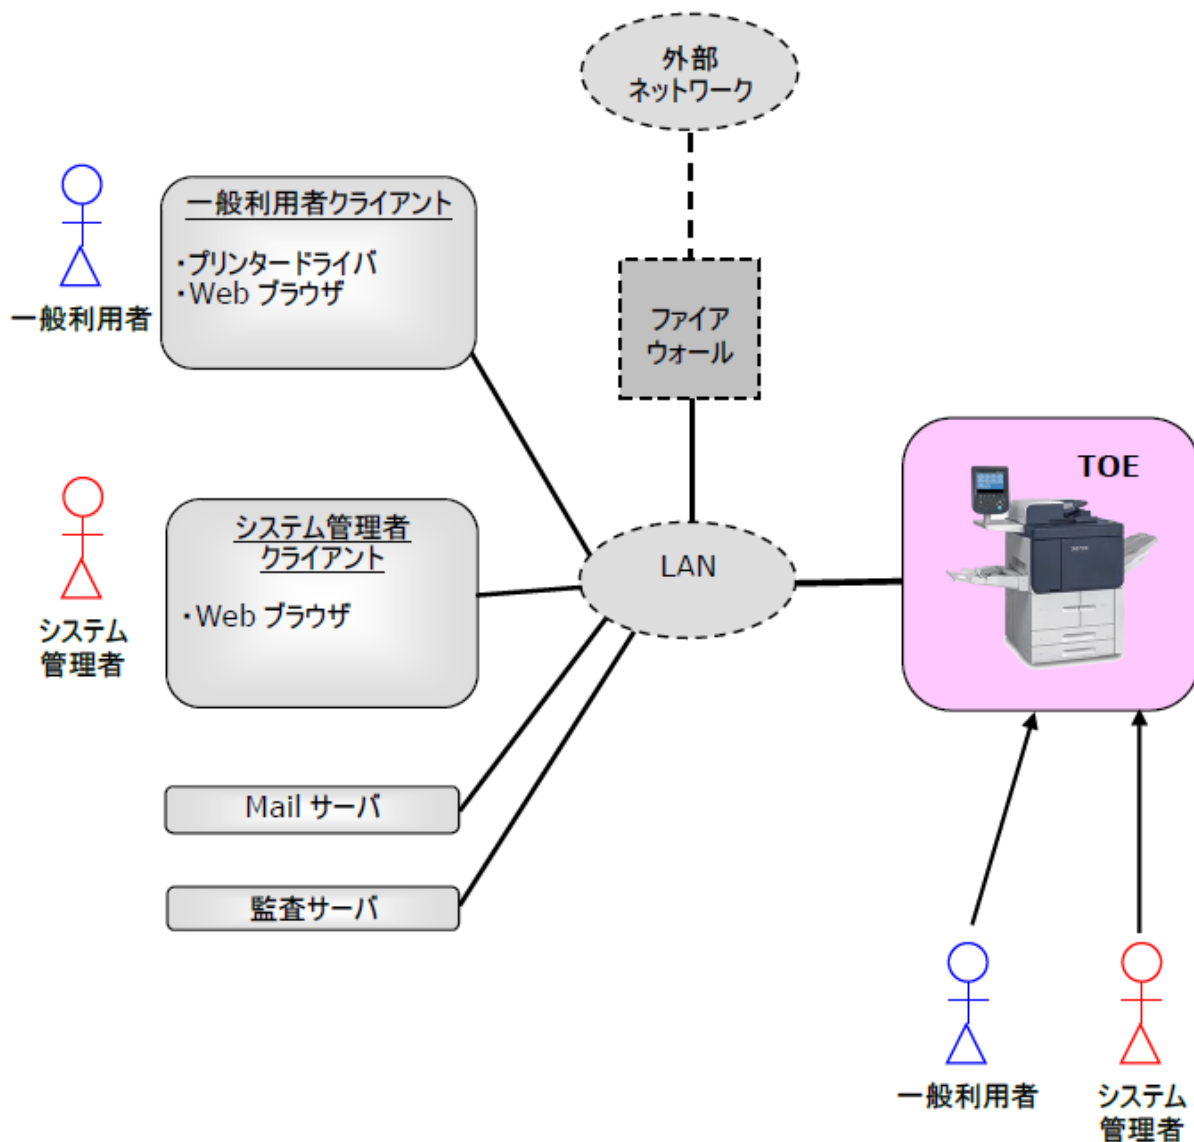 外部
ネットワーク
一般利用者クライアント
・プリンタードライバ
・Web ブラウザ
一般利用者
ファイア
ウォール
TOE
システム管理者
クライアント
・Web ブラウザ
システム
管理者
LAN
Mail サーバ
監査サーバ
一般利用者
システム
管理者